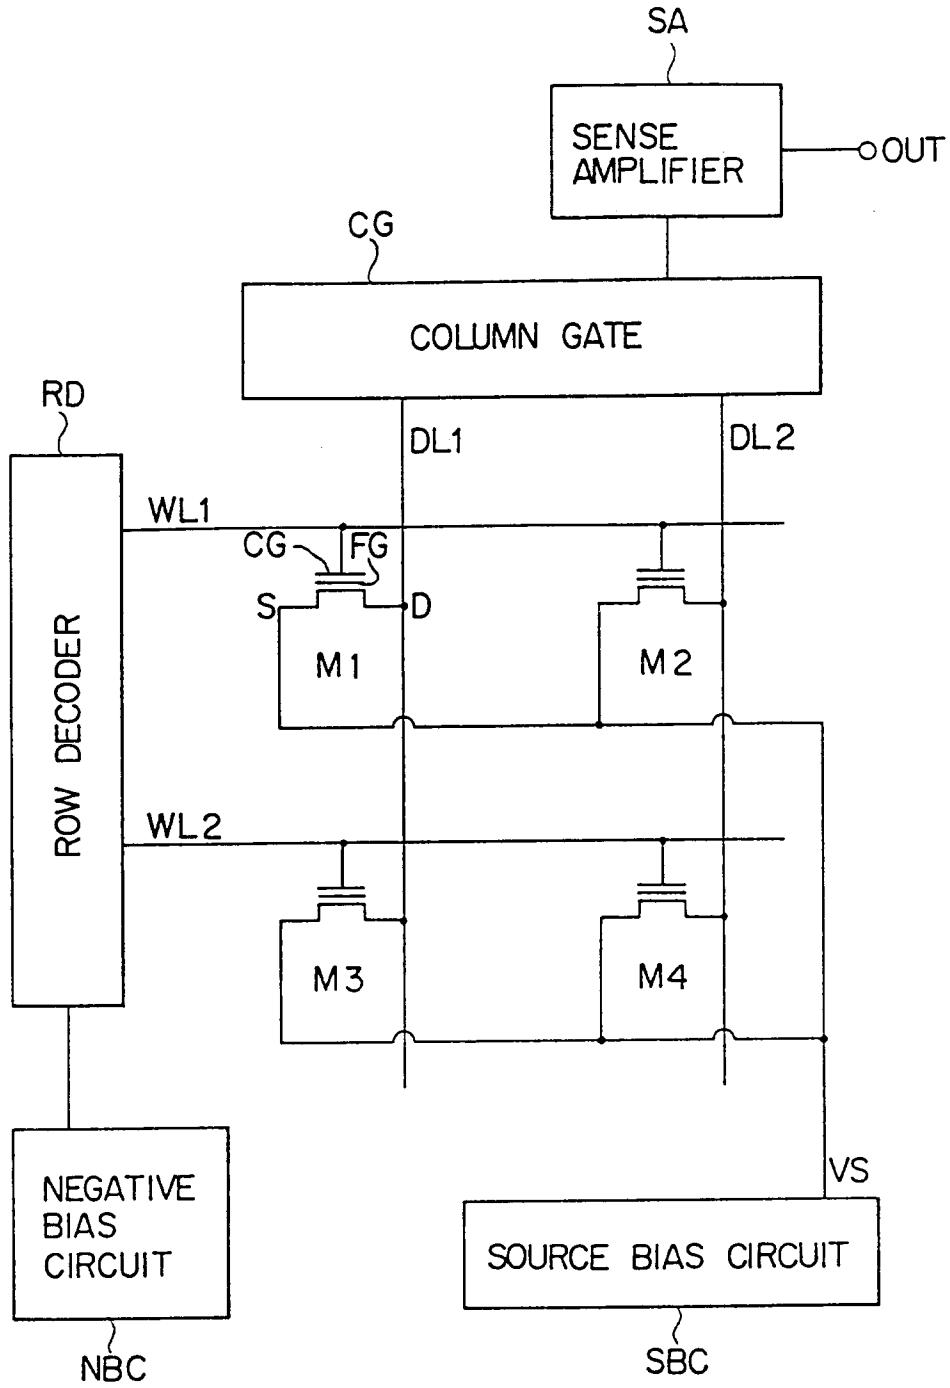 SA
SENSE
AMPLIFIER
OUT
CG
COLUMN GATE
RD
DL1
DL2
WL1
CG
FG
S
D
M1
M2
ROW DECODER
WL2
M3
M4
VS
NEGATIVE
BIAS
CIRCUIT
SOURCE BIAS CIRCUIT
NBC
SBC